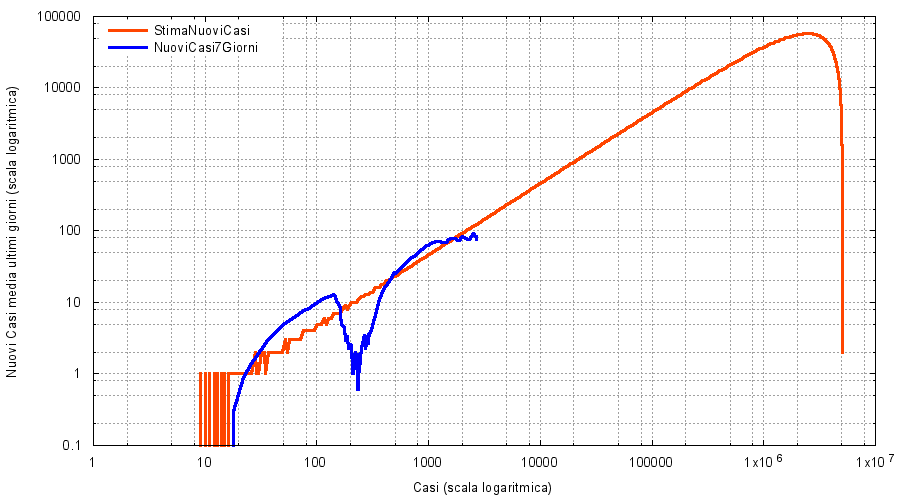 100000
StimaNuoviCasi
NuoviCasi7Giorni
10000
1000
100
10
1
0.1
Nuovi Casi media ultimi giorni (scala logaritmica)
1 10 100 1000 10000 100000 1x10 6 1x10 7
Casi (scala logaritmica)